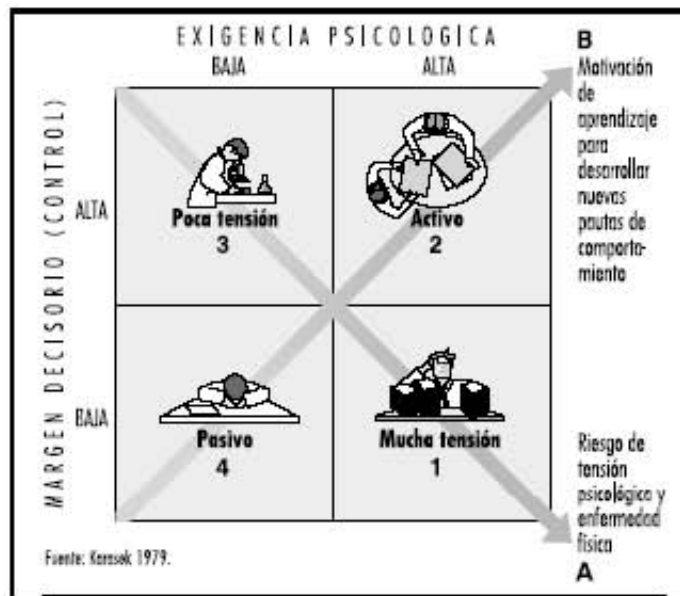 EXIGENCIA PSICOLOGICA
BAJA
ALTA
B
Motivación
de
aprendizaje
para
desarrollar
nuevas
pautas de
comporta-
miento
MARGEN DECISORIO (CONTROL)
ALTA
BAJA
Poca tensión
3
Activo
2
Pasivo
4
Mucha tensión
1
Riesgo de
tensión
psicológica y
enfermedad
física
A
Fuente: Karasek 1979.